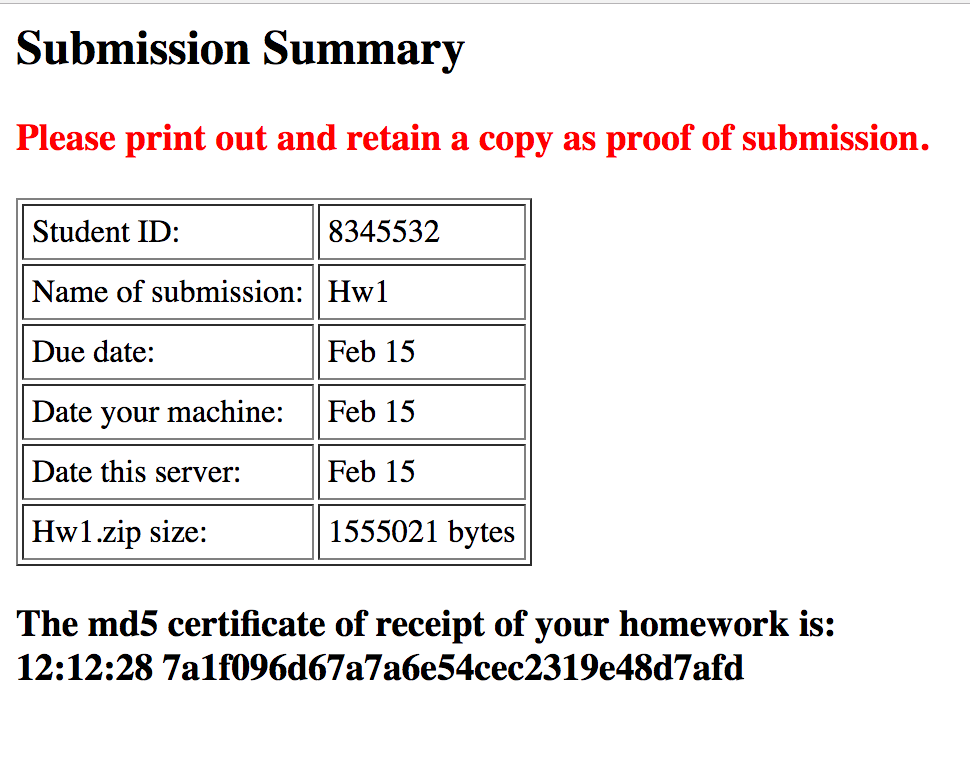 Submission Summary
Please print out and retain a copy as proof of submission.
Student ID: 8345532
Name of submission: Hw1
Due date: Feb 15
Date your machine: Feb 15
Date this server: Feb 15
Hw1.zip size: 1555021 bytes
The md5 certificate of receipt of your homework is:
12:12:28 7a1f096d67a7a6e54cec2319e48d7afd